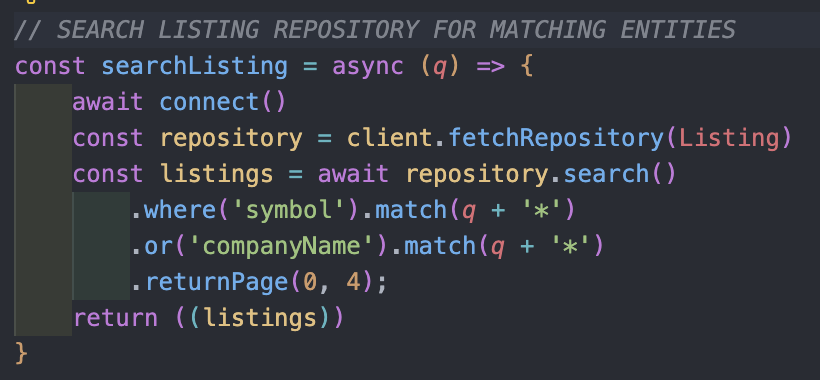 // SEARCH LISTING REPOSITORY FOR MATCHING ENTITIES
const searchListing = async (q) => {
    await connect()
    const repository = client.fetchRepository(Listing)
    const listings = await repository.search()
        .where('symbol').match(q + '*')
        .or('companyName').match(q + '*')
        .returnPage(0, 4);
    return ((listings))
}